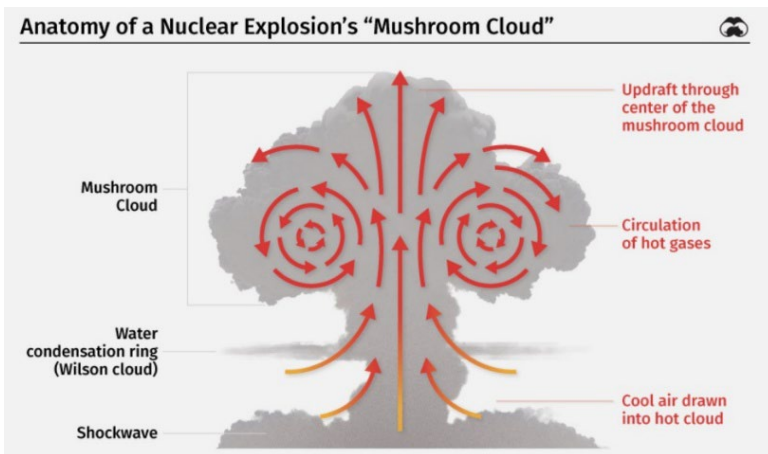 Anatomy of a Nuclear Explosion's “Mushroom Cloud”
Updraft through
center of the
mushroom cloud
Mushroom
Cloud
Circulation
of hot gases
Water
condensation ring
(Wilson cloud)
Cool air drawn
into hot cloud
Shockwave